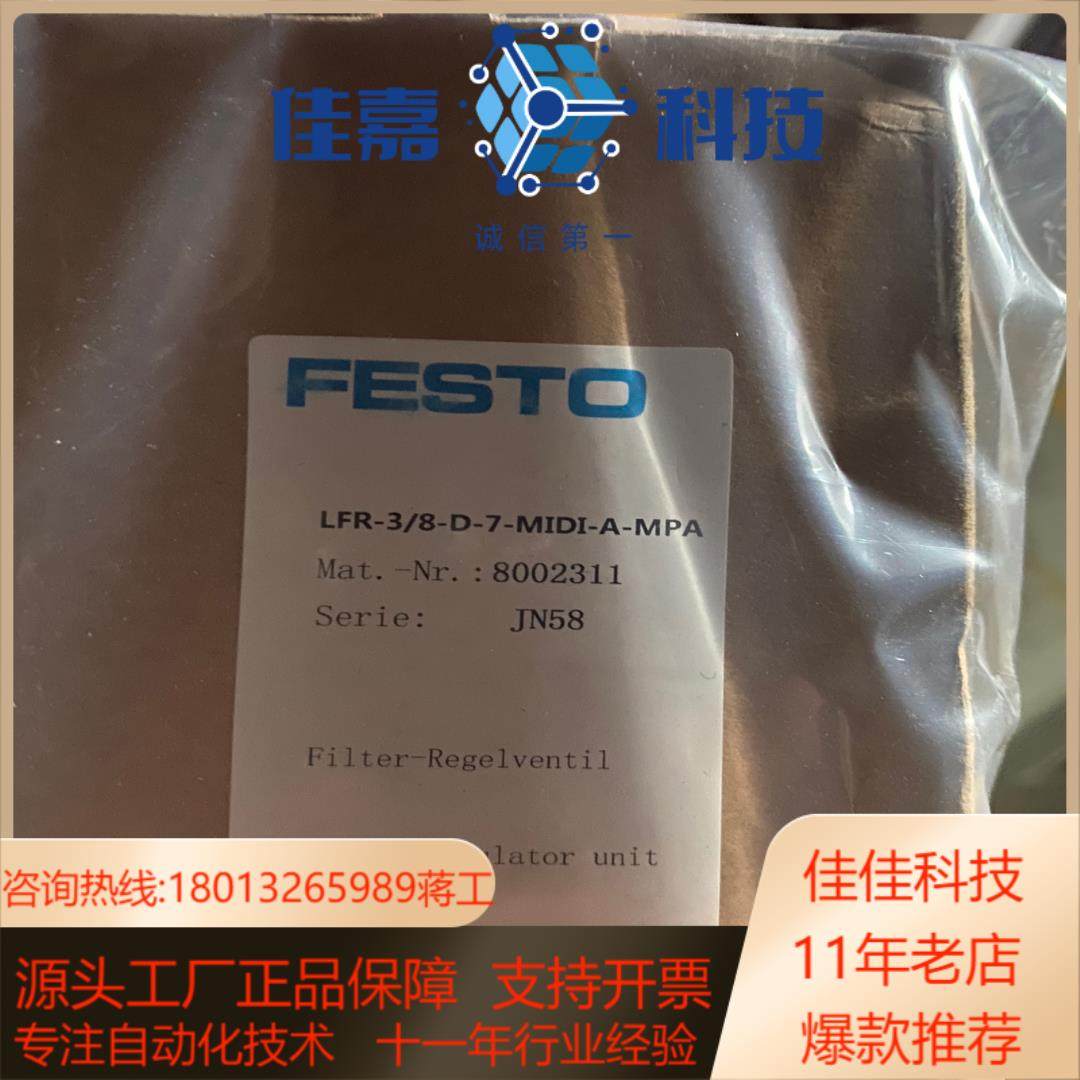 佳嘉 科技
诚信第一
FESTO
LFR-3/8-D-7-MIDI-A-MPA
Mat.-Nr.:8002311
Serie: JN58
Filter-Regelventil
lator unit
咨询热线:18013265989蒋工
佳佳科技
11年老店
爆款推荐
源头工厂正品保障 支持开票
专注自动化技术 十一年行业经验